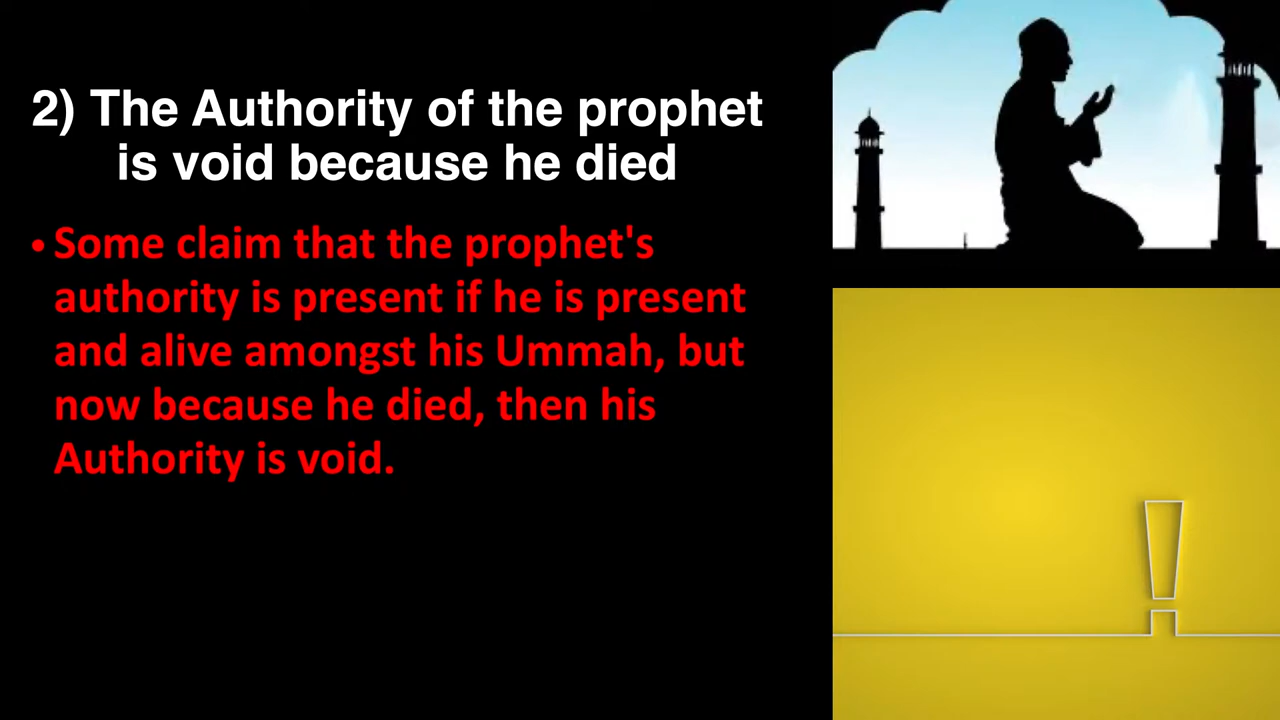 2) The Authority of the prophet
is void because he died
• Some claim that the prophet's
authority is present if he is present
and alive amongst his Ummah, but
now because he died, then his
Authority is void.
!